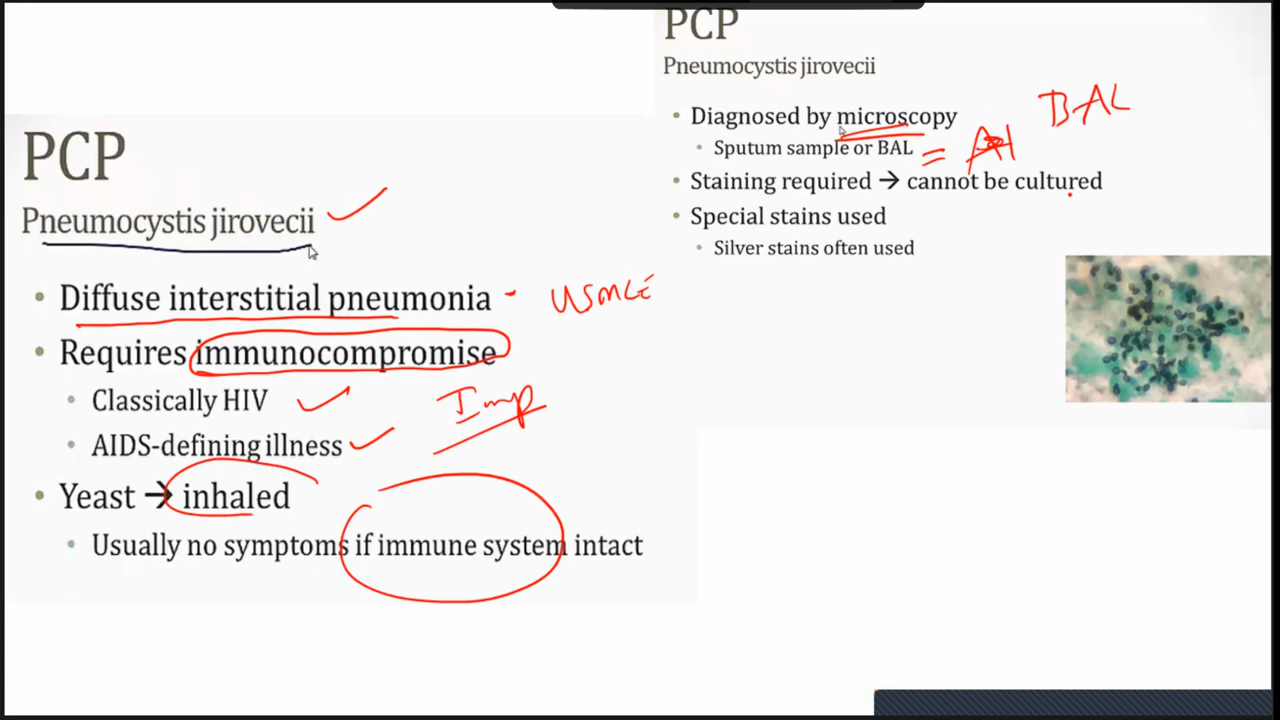 PCP
Pneumocystis jirovecii
• Diffuse interstitial pneumonia - USMLE
• Requires immunocompromise
• Classically HIV
• AIDS-defining illness
Imp
• Yeast → inhaled
• Usually no symptoms if immune system intact
PCP
Pneumocystis jirovecii
• Diagnosed by microscopy
BAL
• Sputum sample or BAL =
• Staining required → cannot be cultured
• Special stains used
• Silver stains often used